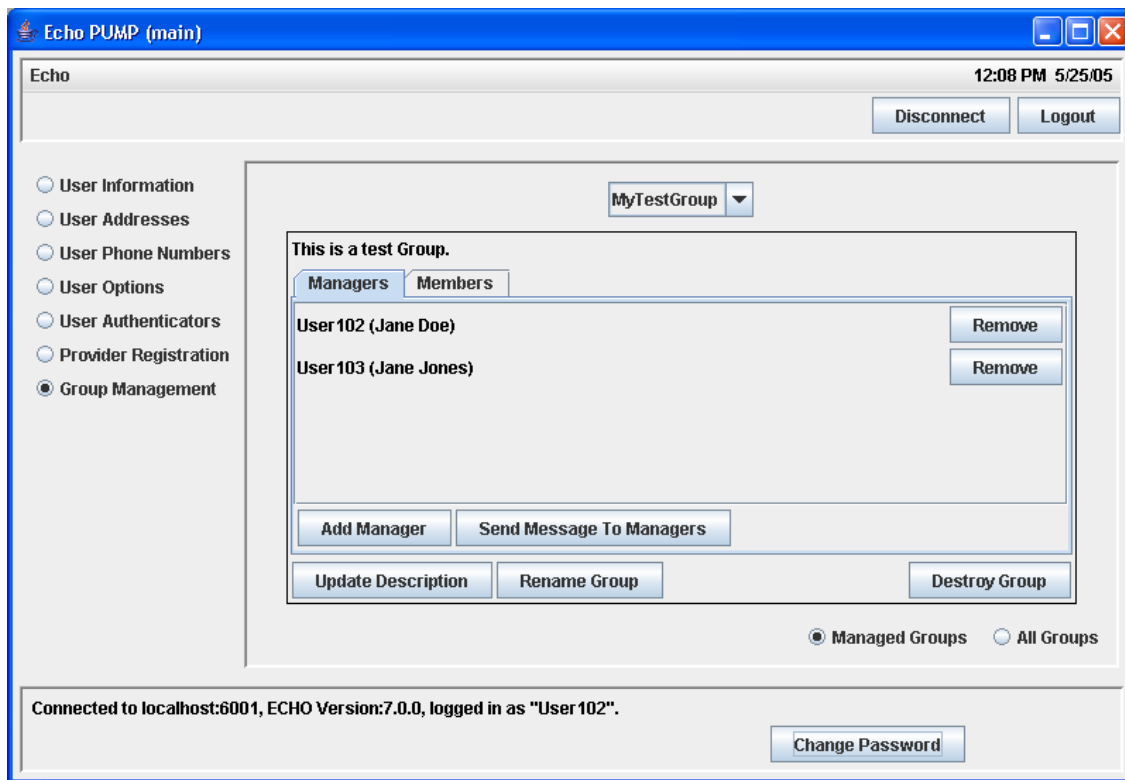 Echo PUMP (main)
Echo 12:08 PM 5/25/05
Disconnect Logout
User Information
User Addresses
User Phone Numbers
User Options
User Authenticators
Provider Registration
Group Management
MyTestGroup
This is a test Group.
Managers Members
User102 (Jane Doe) Remove
User103 (Jane Jones) Remove
Add Manager Send Message To Managers
Update Description Rename Group Destroy Group
Managed Groups All Groups
Connected to localhost:6001, ECHO Version:7.0.0, logged in as "User102".
Change Password